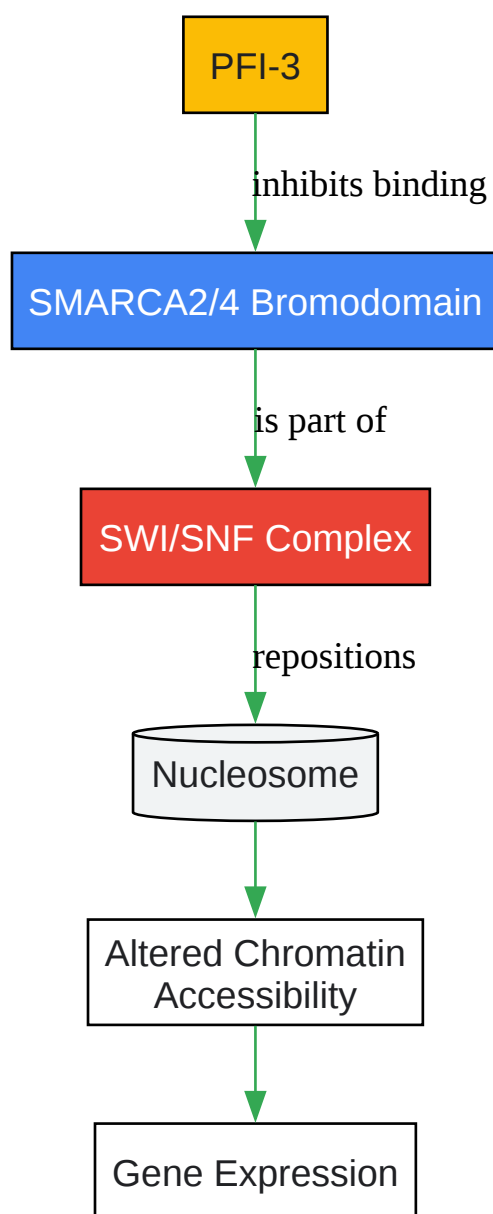 PFI-3
inhibits binding
SMARCA2/4 Bromodomain
is part of
SWI/SNF Complex
repositions
Nucleosome
Altered Chromatin
Accessibility
Gene Expression